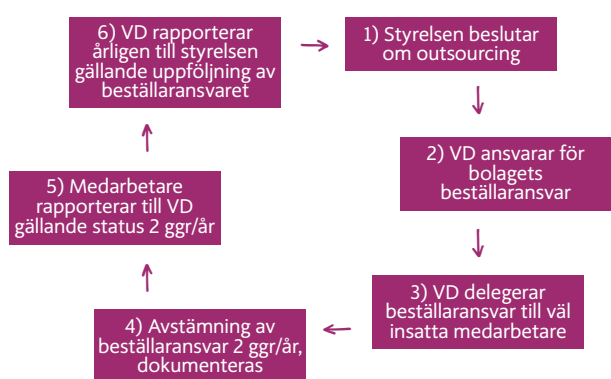 6) VD rapporterar
årligen till styrelsen
gällande uppföljning av
beställaransvaret
1) Styrelsen beslutar
om outsourcing
2) VD ansvarar för
bolagets
beställaransvar
3) VD delegerar
beställaransvar till väl
insatta medarbetare
4) Avstämning av
beställaransvar 2 ggr/år,
dokumenteras
5) Medarbetare
rapporterar till VD
gällande status 2 ggr/år